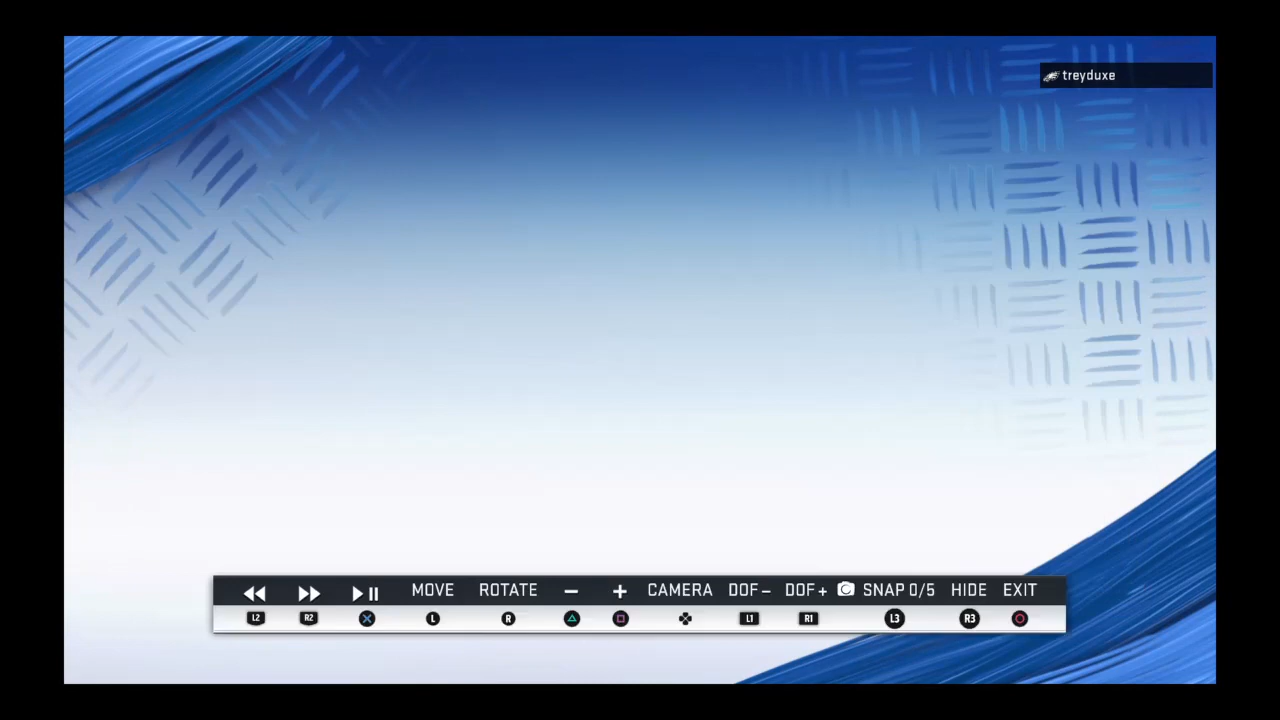 treyduxe
MOVE ROTATE − + CAMERA DOF− DOF+ SNAP 0/5 HIDE EXIT
L2 R2 L R L1 R1 L3 R3